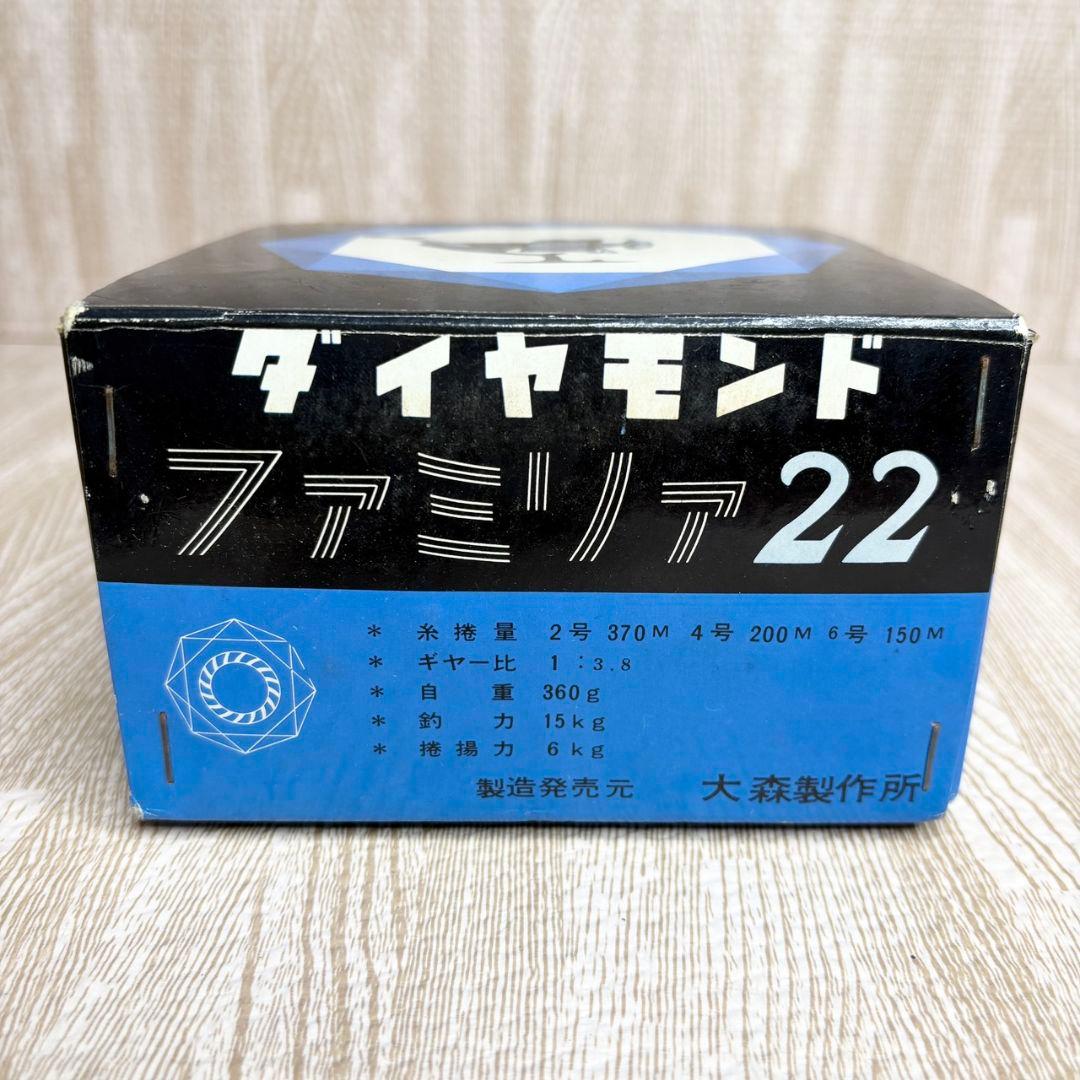 ダイヤモンド
ファミリァ22
* 糸捲量 2号 370M 4号 200M 6号 150M
* ギヤー比 1:3.8
* 自重 360g
* 釣力 15kg
* 捲揚力 6kg
製造発売元 大森製作所